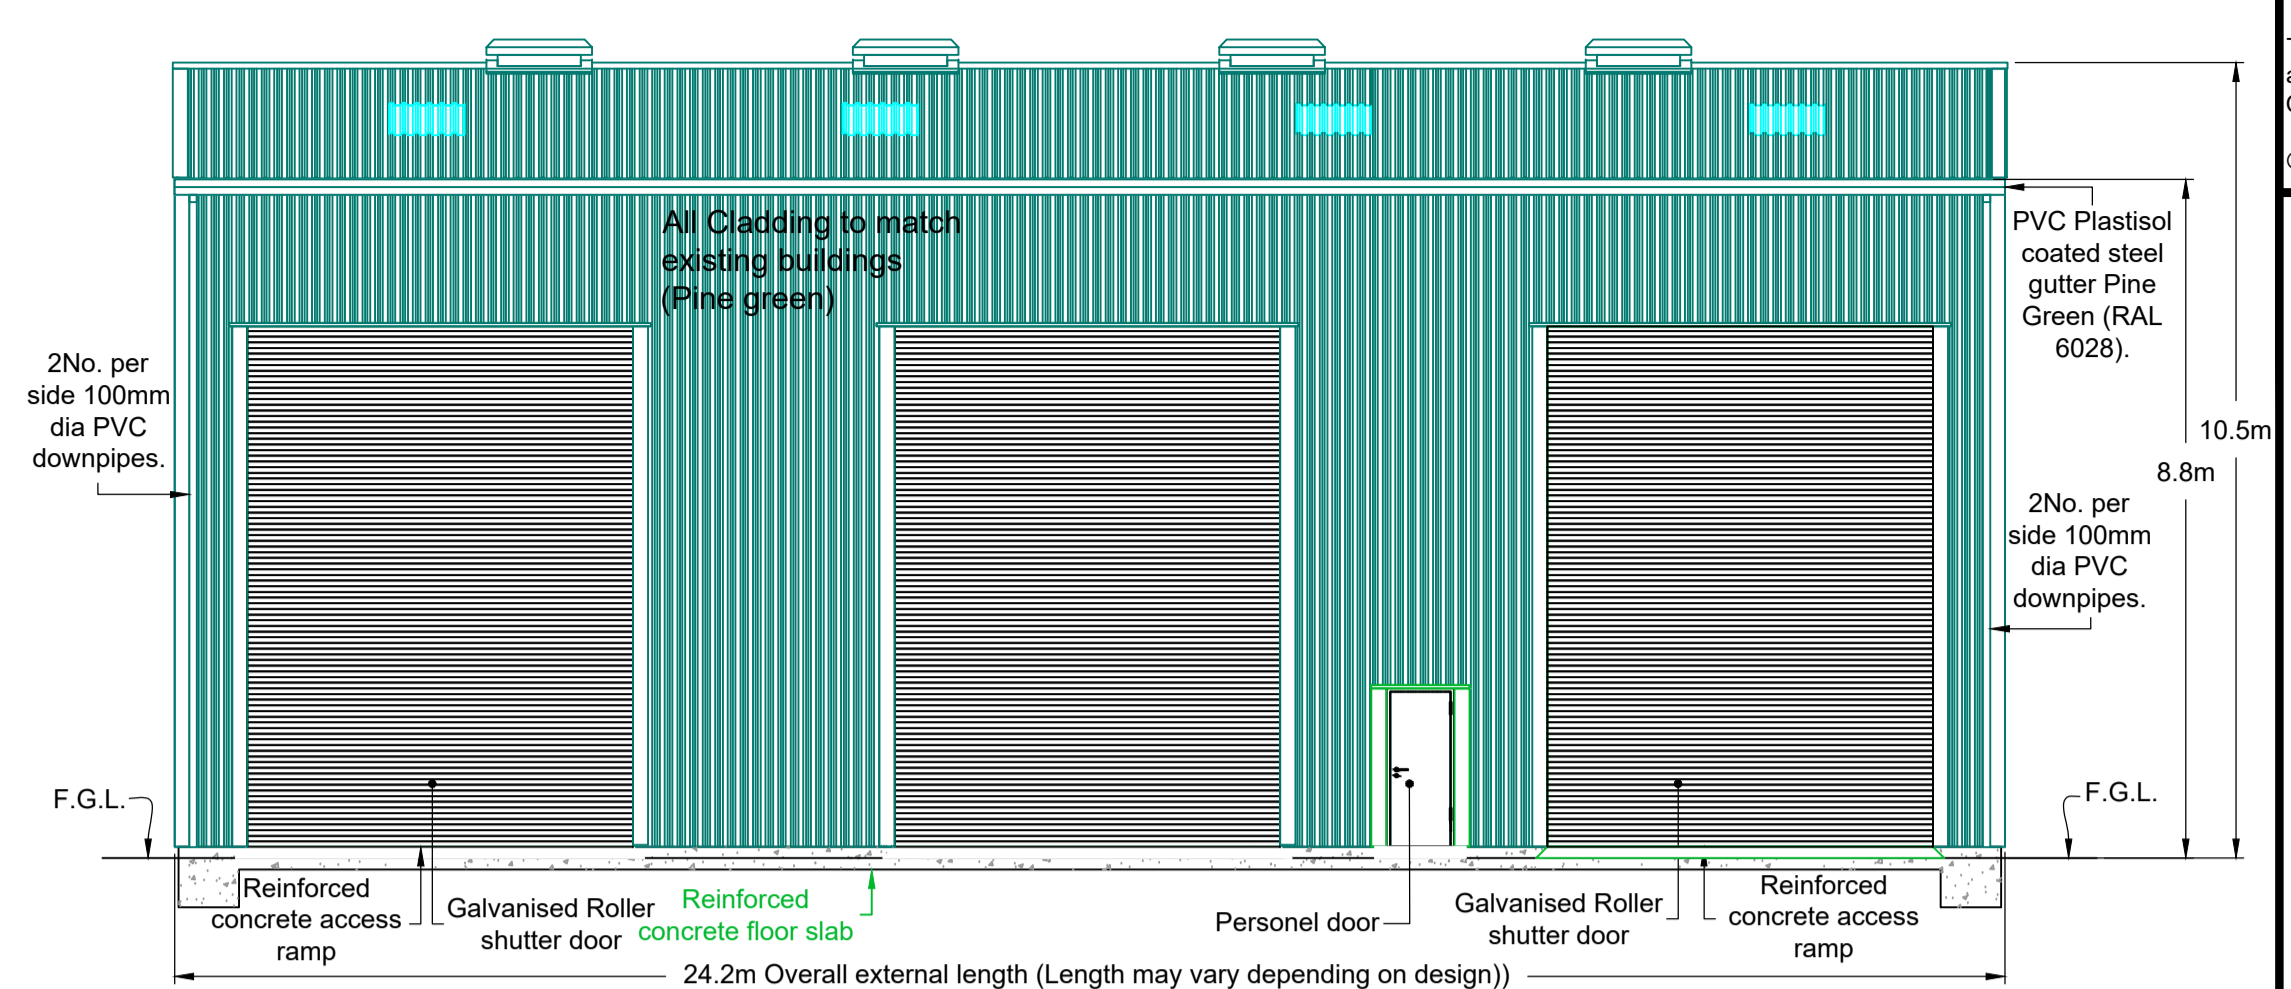 All Cladding to match
existing buildings
(Pine green)
PVC Plastisol
coated steel
gutter Pine
Green (RAL
6028).
2No. per
side 100mm
dia PVC
downpipes.
10.5m
8.8m
2No. per
side 100mm
dia PVC
downpipes.
F.G.L.
F.G.L.
Reinforced
concrete access
ramp
Galvanised Roller
shutter door
Reinforced
concrete floor slab
Personel door
Galvanised Roller
shutter door
Reinforced
concrete access
ramp
24.2m Overall external length (Length may vary depending on design))